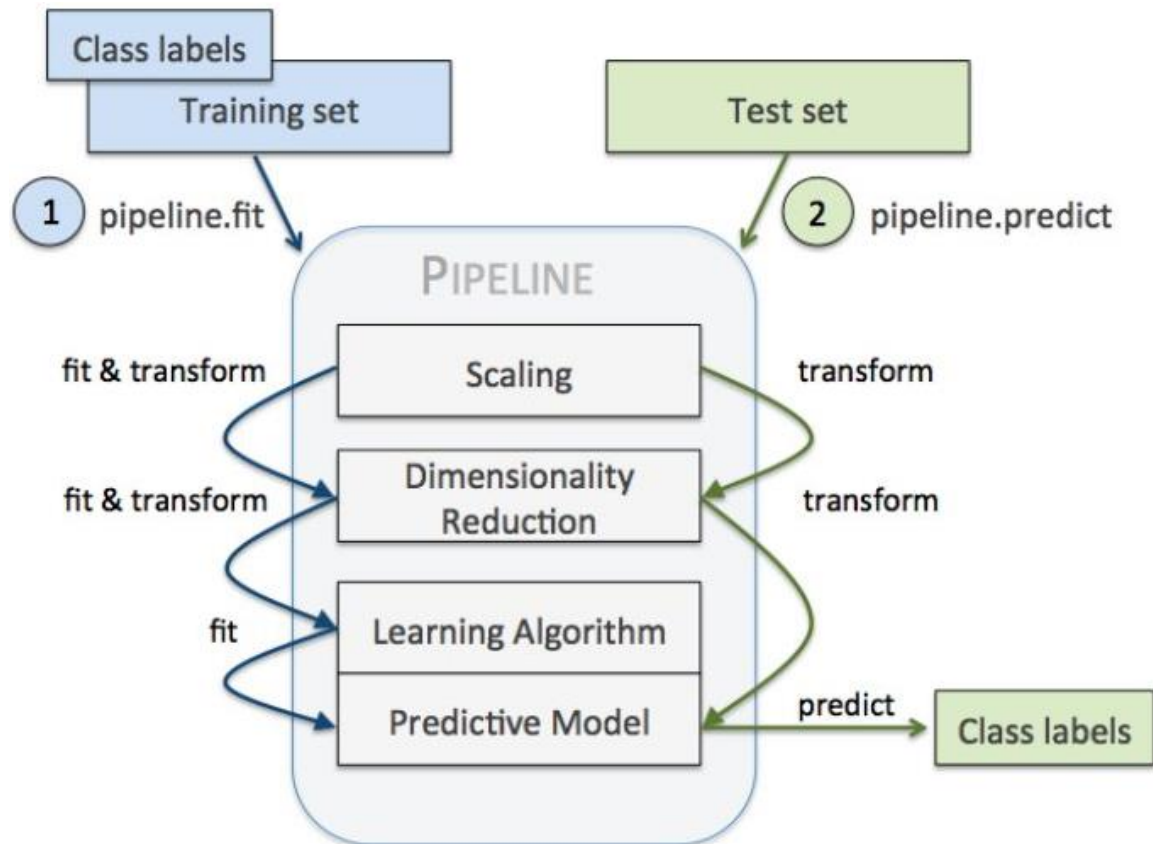 Class labels
Training set
Test set
1 pipeline.fit
2 pipeline.predict
PIPELINE
fit & transform
Scaling
transform
fit & transform
Dimensionality
Reduction
transform
fit
Learning Algorithm
Predictive Model
predict
Class labels